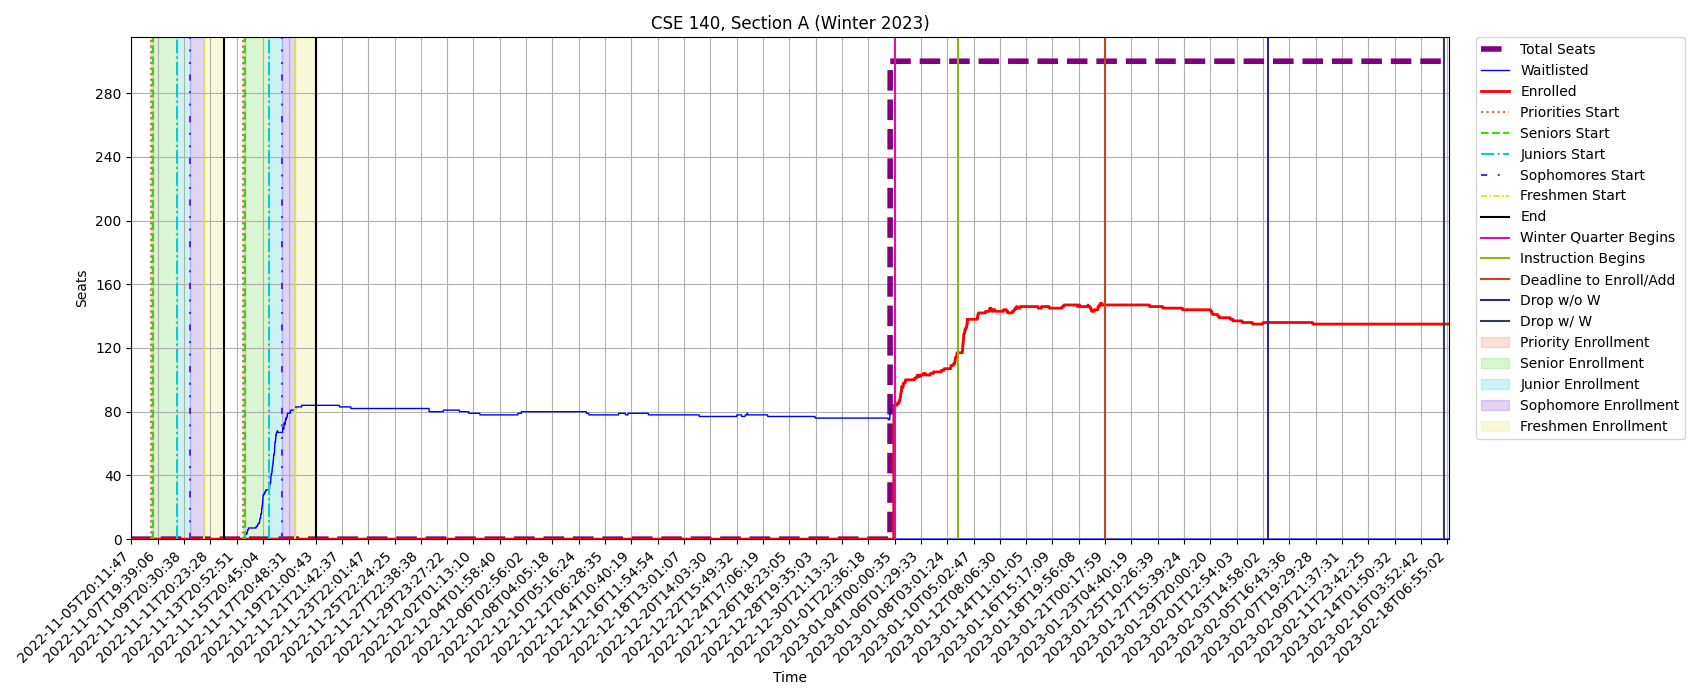 CSE 140, Section A (Winter 2023)
Seats
280
240
200
160
120
80
40
0
2022-11-05T20:11:47
2022-11-07T19:39:06
2022-11-09T20:30:38
2022-11-11T20:23:28
2022-11-13T20:52:51
2022-11-15T20:45:04
2022-11-17T20:48:31
2022-11-19T21:00:43
2022-11-21T21:42:37
2022-11-23T22:01:47
2022-11-25T22:24:25
2022-11-27T22:38:38
2022-11-29T23:27:22
2022-12-02T01:13:10
2022-12-04T01:58:40
2022-12-06T02:56:02
2022-12-08T04:05:18
2022-12-10T05:16:24
2022-12-12T06:28:35
2022-12-14T10:40:19
2022-12-16T11:54:54
2022-12-18T13:01:07
2022-12-20T14:03:30
2022-12-22T15:49:32
2022-12-24T17:06:19
2022-12-26T18:23:05
2022-12-28T19:35:03
2022-12-30T21:13:32
2023-01-01T22:36:18
2023-01-04T00:00:35
2023-01-06T01:29:33
2023-01-08T03:01:24
2023-01-10T05:02:47
2023-01-12T08:06:30
2023-01-14T11:01:05
2023-01-16T15:17:09
2023-01-18T19:56:08
2023-01-21T00:17:59
2023-01-23T04:40:19
2023-01-25T10:26:39
2023-01-27T15:39:24
2023-01-29T20:00:20
2023-02-01T12:54:03
2023-02-03T14:58:02
2023-02-05T16:43:36
2023-02-07T19:29:28
2023-02-09T21:37:31
2023-02-11T23:42:25
2023-02-14T01:50:32
2023-02-16T03:52:42
2023-02-18T06:55:02
Time
Total Seats
Waitlisted
Enrolled
Priorities Start
Seniors Start
Juniors Start
Sophomores Start
Freshmen Start
End
Winter Quarter Begins
Instruction Begins
Deadline to Enroll/Add
Drop w/o W
Drop w/ W
Priority Enrollment
Senior Enrollment
Junior Enrollment
Sophomore Enrollment
Freshmen Enrollment